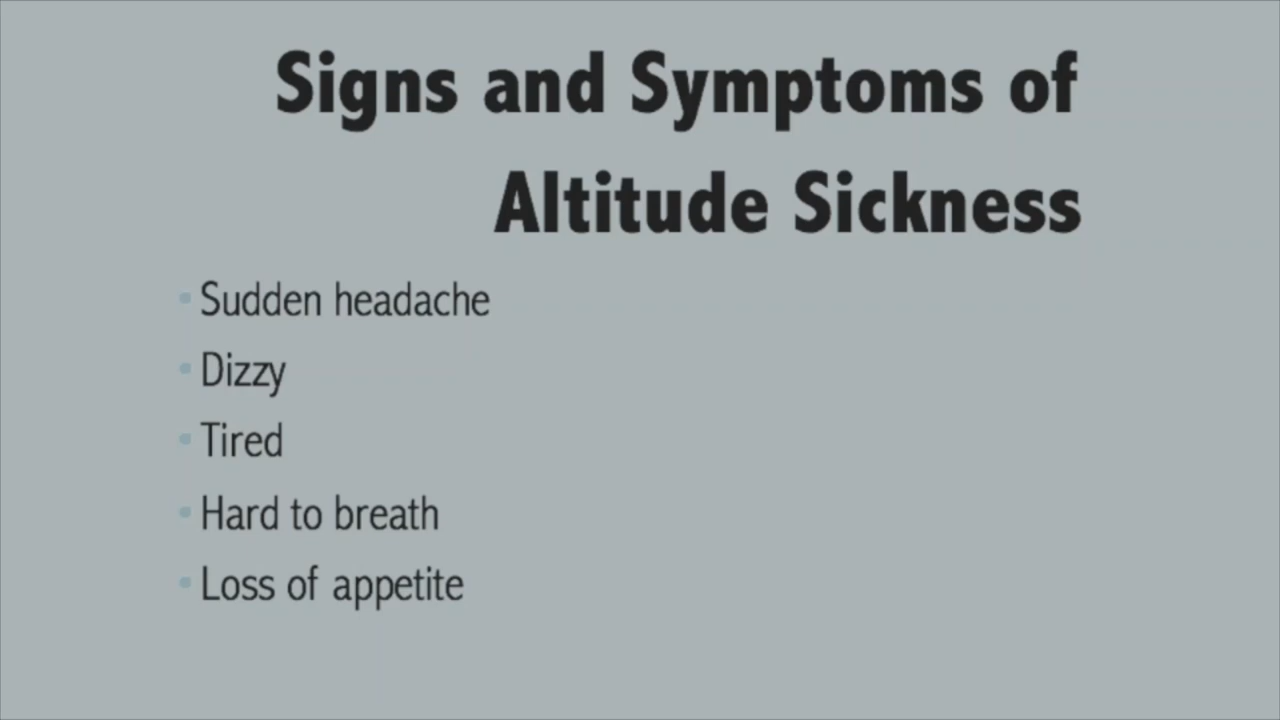 Signs and Symptoms of
Altitude Sickness
Sudden headache
Dizzy
Tired
Hard to breath
Loss of appetite